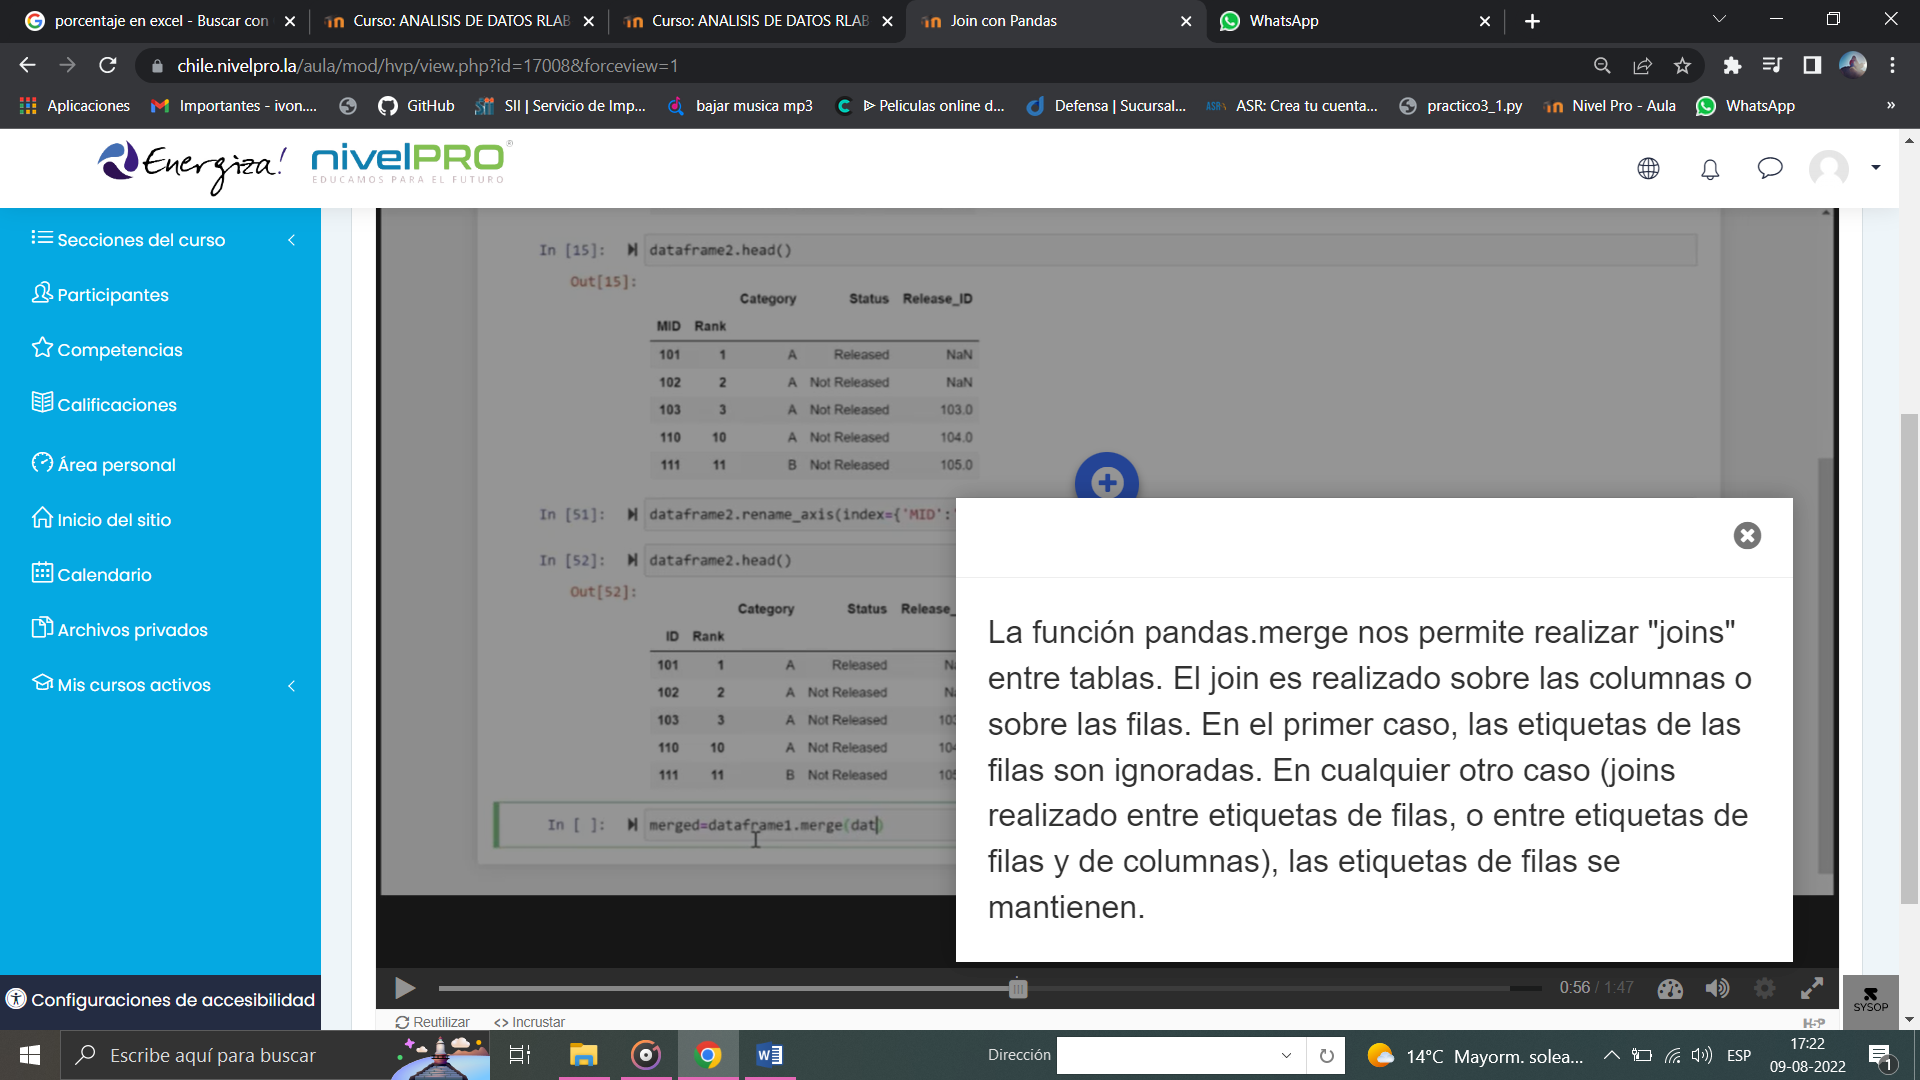 porcentaje en excel - Buscar con
Curso: ANALISIS DE DATOS RLAB
Curso: ANALISIS DE DATOS RLAB
Join con Pandas
WhatsApp
chile.nivelpro.la/aula/mod/hvp/view.php?id=17008&forceview=1
Aplicaciones
Importantes - ivon....
GitHub
SII | Servicio de Imp...
bajar musica mp3
Peliculas online d...
Defensa | Sucursal...
ASR: Crea tu cuenta...
practico3_1.py
Nivel Pro - Aula
WhatsApp
»
Energiza!
nivelPRO
EDUCAMOS PARA EL FUTURO
Secciones del curso
Participantes
Competencias
Calificaciones
Área personal
Inicio del sitio
Calendario
Archivos privados
Mis cursos activos
Configuraciones de accesibilidad
In [15]: dataframe2.head()
Out[15]:
Category Status Release_ID
MID Rank
101 1 A Released NaN
102 2 A Not Released NaN
103 3 A Not Released 103.0
110 10 A Not Released 104.0
111 11 B Not Released 105.0
In [51]: dataframe2.rename_axis(index={'MID':'
In [52]: dataframe2.head()
Out[52]:
Category Status Release_
ID Rank
101 1 A Released
102 2 A Not Released
103 3 A Not Released
110 10 A Not Released
111 11 B Not Released
In [ ]: merged=dataframe1.merge(dat)
La función pandas.merge nos permite realizar "joins"
entre tablas. El join es realizado sobre las columnas o
sobre las filas. En el primer caso, las etiquetas de las
filas son ignoradas. En cualquier otro caso (joins
realizado entre etiquetas de filas, o entre etiquetas de
filas y de columnas), las etiquetas de filas se
mantienen.
0:56 / 1:47
Reutilizar
<> Incrustar
H5P
SYSOP
Escribe aquí para buscar
Dirección
14°C Mayorm. solea...
ESP
17:22
09-08-2022
1